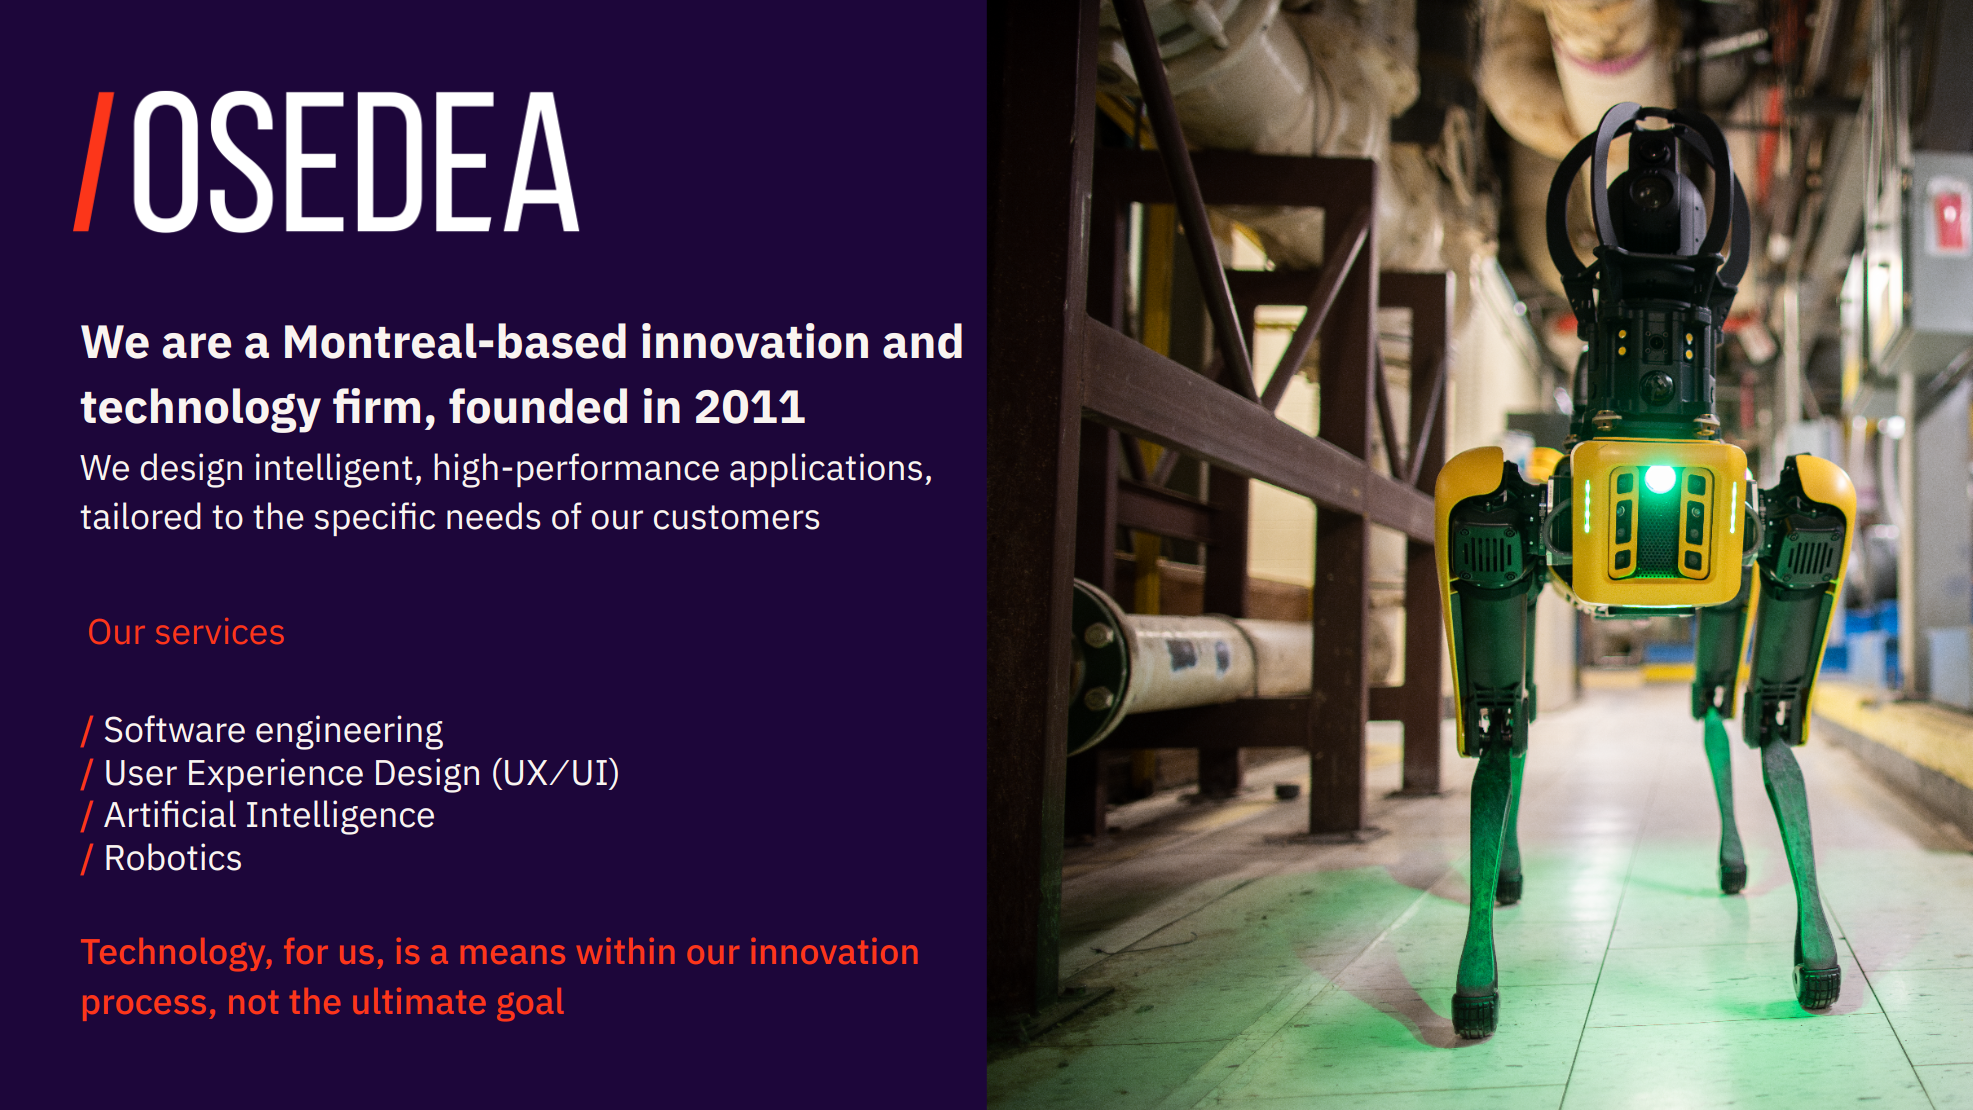 /OSEDEA
We are a Montreal-based innovation and
technology firm, founded in 2011
We design intelligent, high-performance applications,
tailored to the specific needs of our customers
Our services
/ Software engineering
/ User Experience Design (UX/UI)
/ Artificial Intelligence
/ Robotics
Technology, for us, is a means within our innovation
process, not the ultimate goal